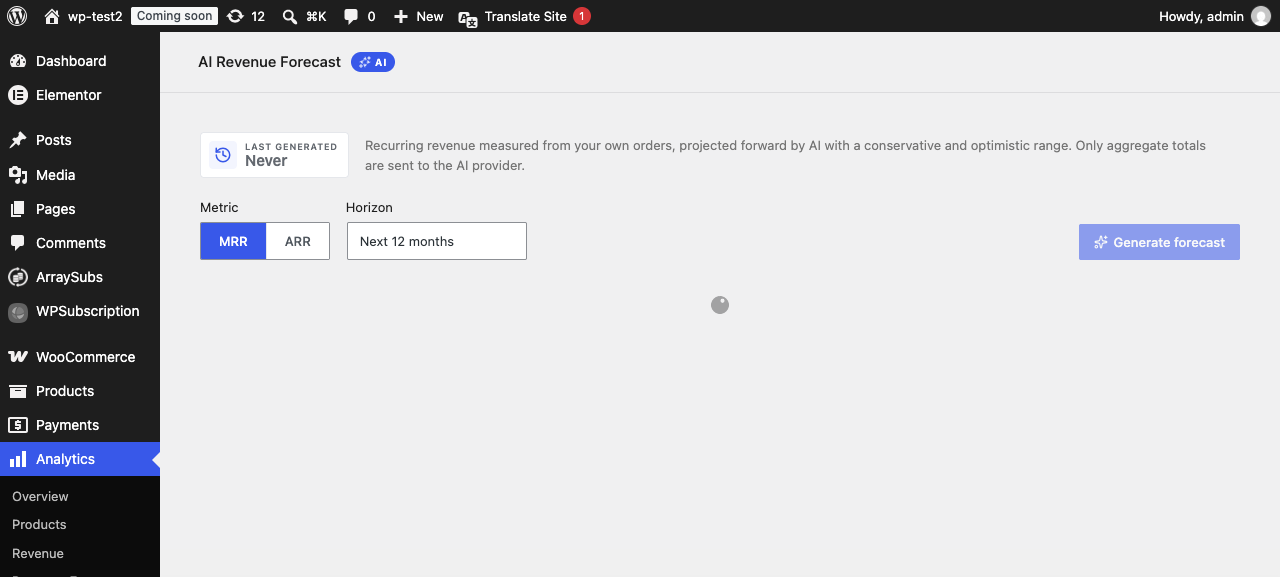 wp-test2 Coming soon 12 ⌘K 0 New Translate Site 1 Howdy, admin
Dashboard
Elementor
Posts
Media
Pages
Comments
ArraySubs
WPSubscription
WooCommerce
Products
Payments
Analytics
Overview
Products
Revenue
AI Revenue Forecast AI
LAST GENERATED
Never
Recurring revenue measured from your own orders, projected forward by AI with a conservative and optimistic range. Only aggregate totals
are sent to the AI provider.
Metric Horizon
MRR ARR Next 12 months Generate forecast